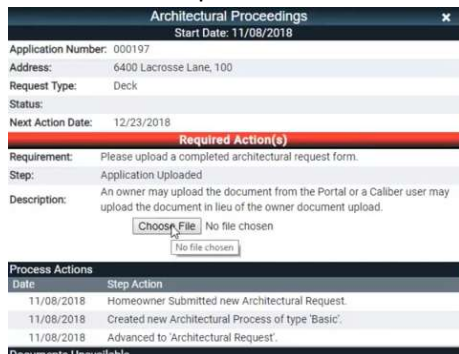 Architectural Proceedings ×
Start Date: 11/08/2018
Application Number: 000197
Address: 6400 Lacrosse Lane, 100
Request Type: Deck
Status:
Next Action Date: 12/23/2018
Required Action(s)
Requirement: Please upload a completed architectural request form.
Step: Application Uploaded
Description: An owner may upload the document from the Portal or a Caliber user may
upload the document in lieu of the owner document upload.
Choose File No file chosen
No file chosen
Process Actions
Date Step Action
11/08/2018 Homeowner Submitted new Architectural Request.
11/08/2018 Created new Architectural Process of type 'Basic'.
11/08/2018 Advanced to 'Architectural Request'.
Documents Unavailable